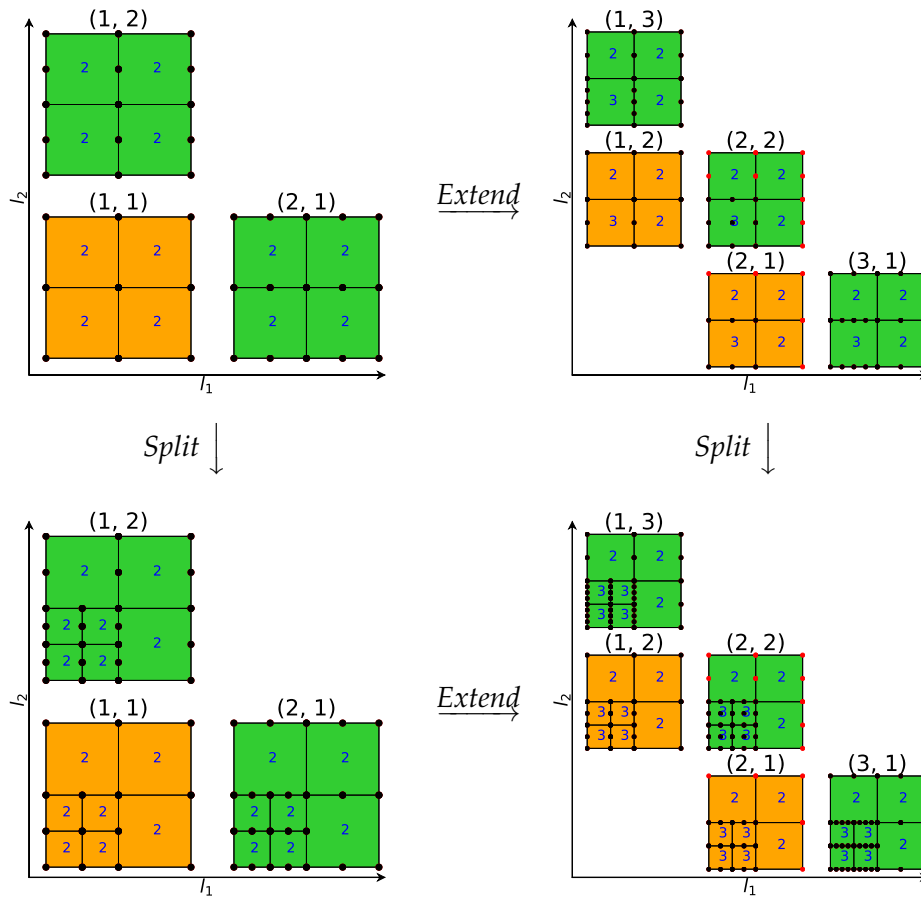 (1, 2)
2 2
2 2
(1, 1) (2, 1)
2 2 2 2
2 2 2 2
l₂
l₁
Extend
(1, 3)
2 2
3 2
(1, 2) (2, 2)
2 2 2 2
3 2 3 2
(2, 1) (3, 1)
2 2 2 2
3 2 3 2
l₂
l₁
Split
Split
(1, 2)
2 2
2 2 2
2 2
(1, 1) (2, 1)
2 2 2 2
2 2 2 2 2 2
2 2 2 2
l₂
l₁
Extend
(1, 3)
2 2
3 3 2
3 3
(1, 2) (2, 2)
2 2 2 2
3 3 2 3 3 2
3 3 3 3
(2, 1) (3, 1)
2 2 2 2
3 3 2 3 3 2
3 3 3 3
l₂
l₁